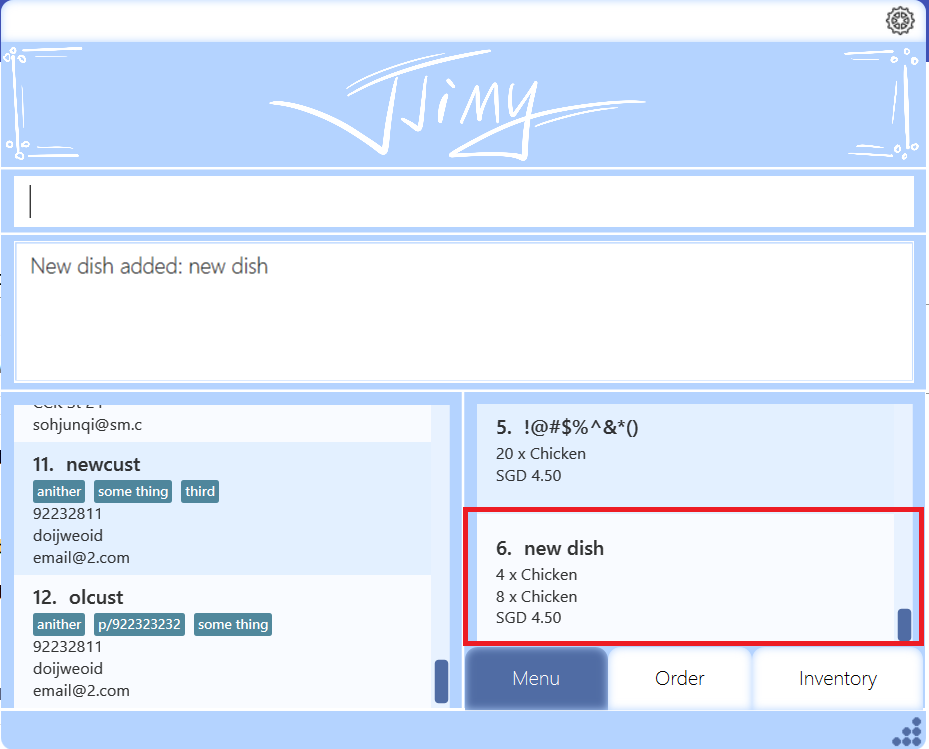 JJimy
New dish added: new dish
sohjunqi@sm.c
11. newcust
anither some thing third
92232811
doijweoid
email@2.com
12. olcust
anither p/922323232 some thing
92232811
doijweoid
email@2.com
5. !@#$%^&*()
20 x Chicken
SGD 4.50
6. new dish
4 x Chicken
8 x Chicken
SGD 4.50
Menu Order Inventory